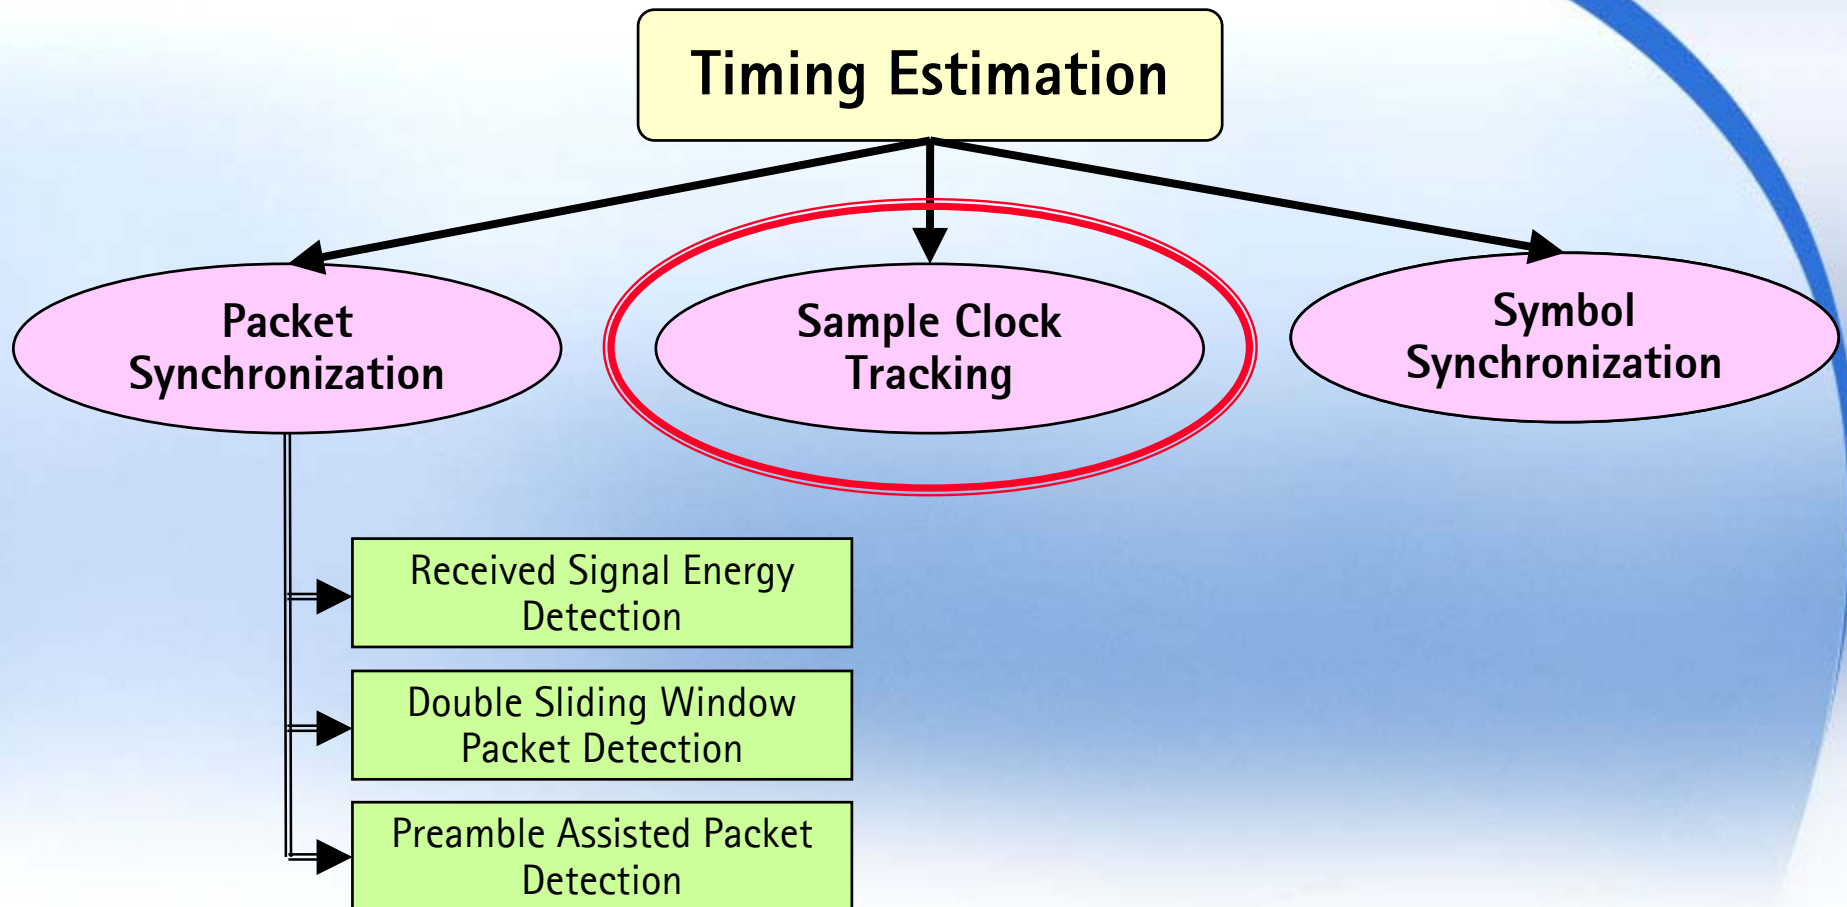 Timing Estimation
Packet
Synchronization
Sample Clock
Tracking
Symbol
Synchronization
Received Signal Energy
Detection
Double Sliding Window
Packet Detection
Preamble Assisted Packet
Detection